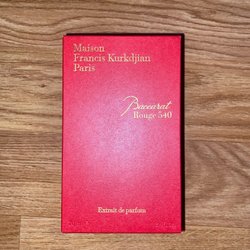 Maison
Francis Kurkdjian
Paris
Baccarat
Rouge 540
Extrait de parfum